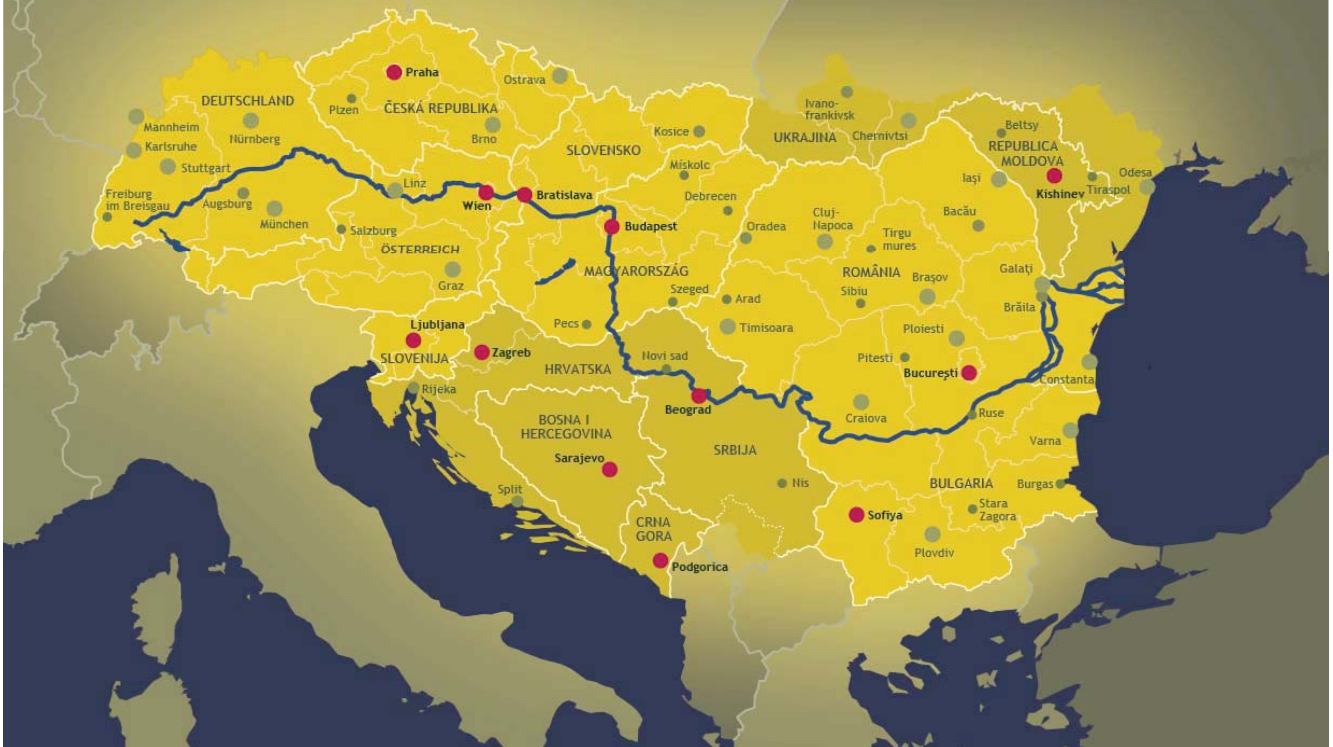 Praha
Ostrava
DEUTSCHLAND
Plzen
ČESKÁ REPUBLIKA
Ivano-
frankivsk
Mannheim
Nürnberg
Brno
Kosice
UKRAJINA
Chernivtsi
Beltsy
REPUBLICA
MOLDOVA
Karlsruhe
SLOVENSKO
Stuttgart
Miskolc
Iaşi
Kishinev
Tiraspol
Odesa
Freiburg
im Breisgau
Augsburg
München
Linz
Wien
Bratislava
Debrecen
Salzburg
Budapest
Oradea
Cluj-
Napoca
Tirgu
mures
Bacău
ÖSTERREICH
Graz
MAGYARORSZÁG
Szeged
Arad
ROMÂNIA
Sibiu
Braşov
Galaţi
Brăila
Ljubljana
SLOVENIJA
Zagreb
Pecs
Timisoara
Ploiesti
Novi sad
Pitesti
HRVATSKA
Bucureşti
Constanta
Rijeka
Beograd
Craiova
Ruse
BOSNA I
HERCEGOVINA
Sarajevo
SRBIJA
Varna
Split
Nis
BULGARIA
Burgas
CRNA
GORA
Sofiya
Stara
Zagora
Plovdiv
Podgorica